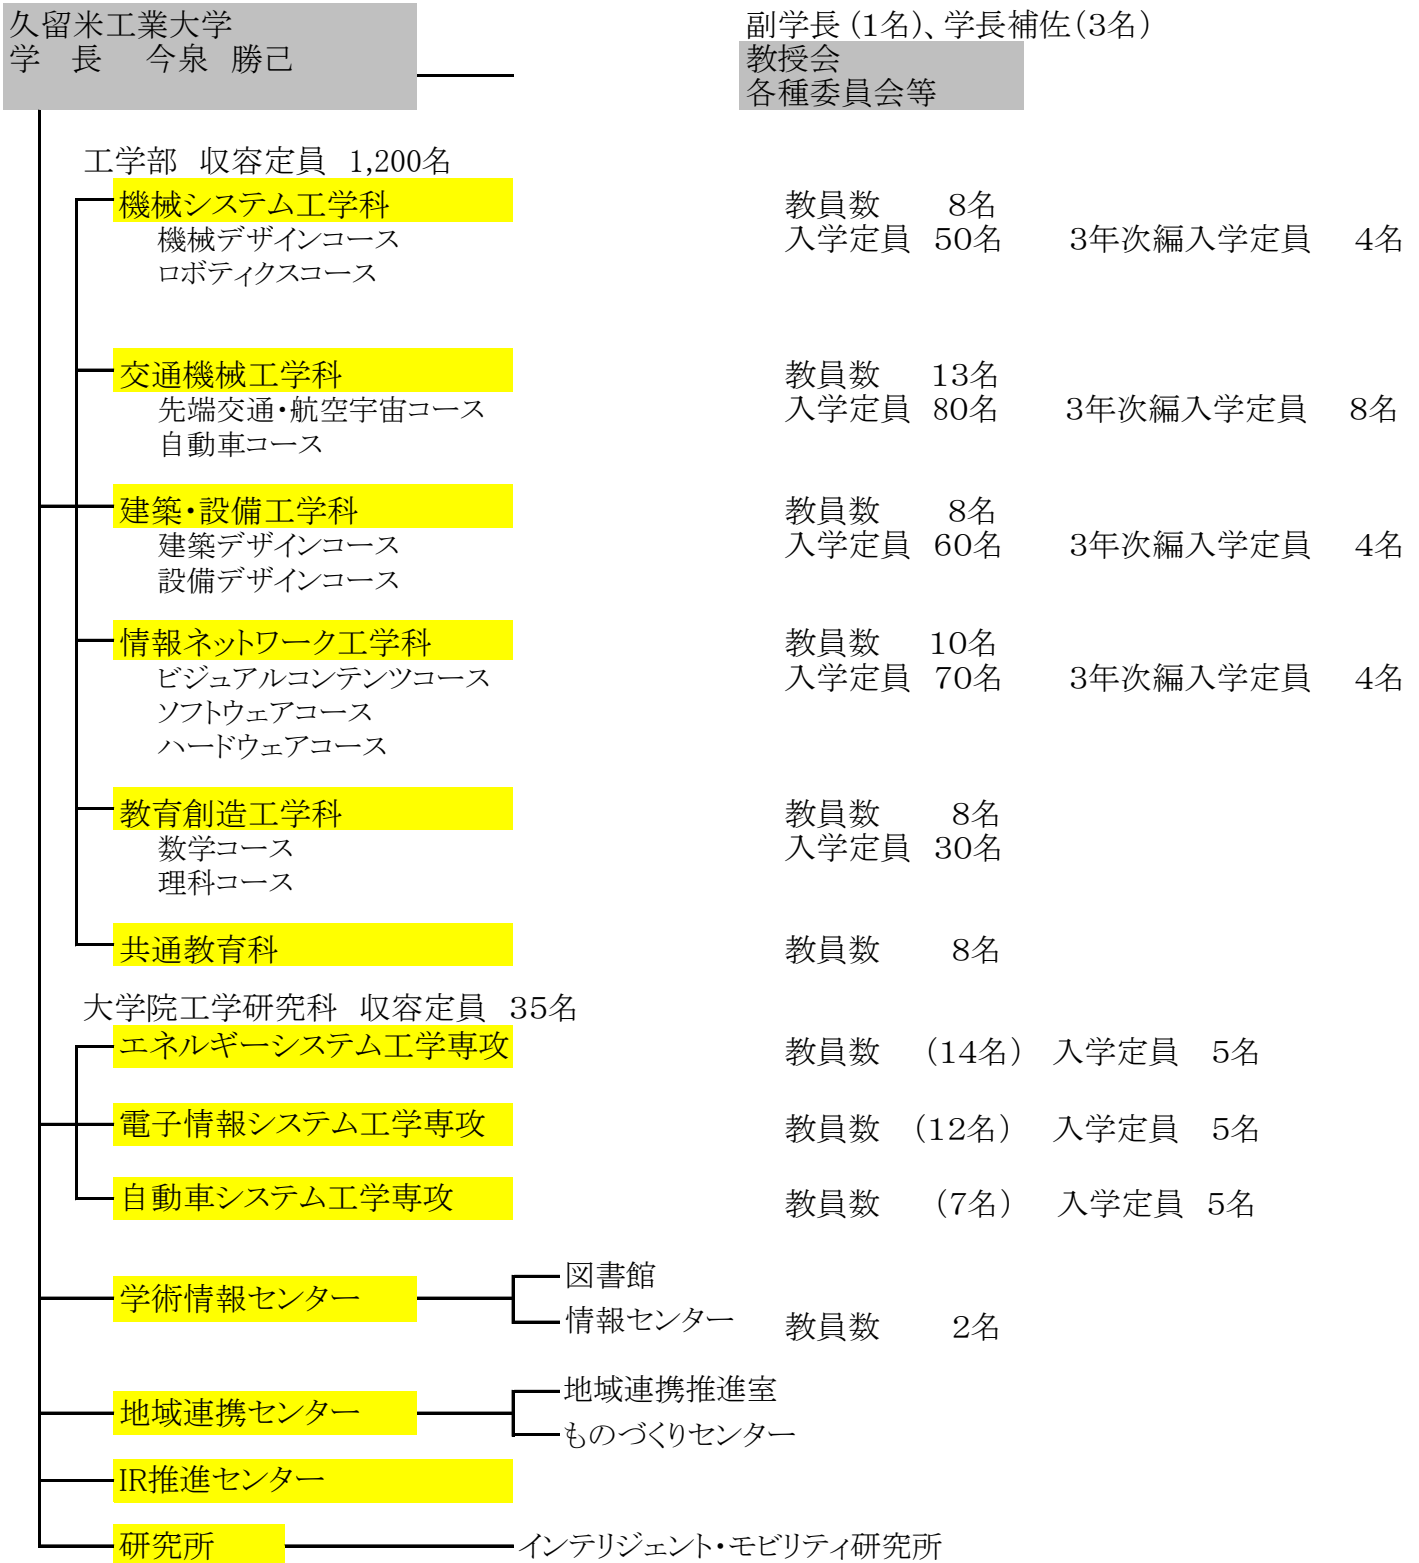 久留米工業大学
学　長　今泉　勝己
副学長（1名）、学長補佐（3名）
教授会
各種委員会等
工学部　収容定員　1,200名
機械システム工学科　教員数　8名
機械デザインコース　入学定員　50名　3年次編入学定員　4名
ロボティクスコース
交通機械工学科　教員数　13名
先端交通・航空宇宙コース　入学定員　80名　3年次編入学定員　8名
自動車コース
建築・設備工学科　教員数　8名
建築デザインコース　入学定員　60名　3年次編入学定員　4名
設備デザインコース
情報ネットワーク工学科　教員数　10名
ビジュアルコンテンツコース　入学定員　70名　3年次編入学定員　4名
ソフトウェアコース
ハードウェアコース
教育創造工学科　教員数　8名
数学コース　入学定員　30名
理科コース
共通教育科　教員数　8名
大学院工学研究科　収容定員　35名
エネルギーシステム工学専攻　教員数　（14名）　入学定員　5名
電子情報システム工学専攻　教員数　（12名）　入学定員　5名
自動車システム工学専攻　教員数　（7名）　入学定員　5名
学術情報センター　図書館
情報センター　教員数　2名
地域連携センター　地域連携推進室
ものづくりセンター
IR推進センター
研究所　インテリジェント・モビリティ研究所